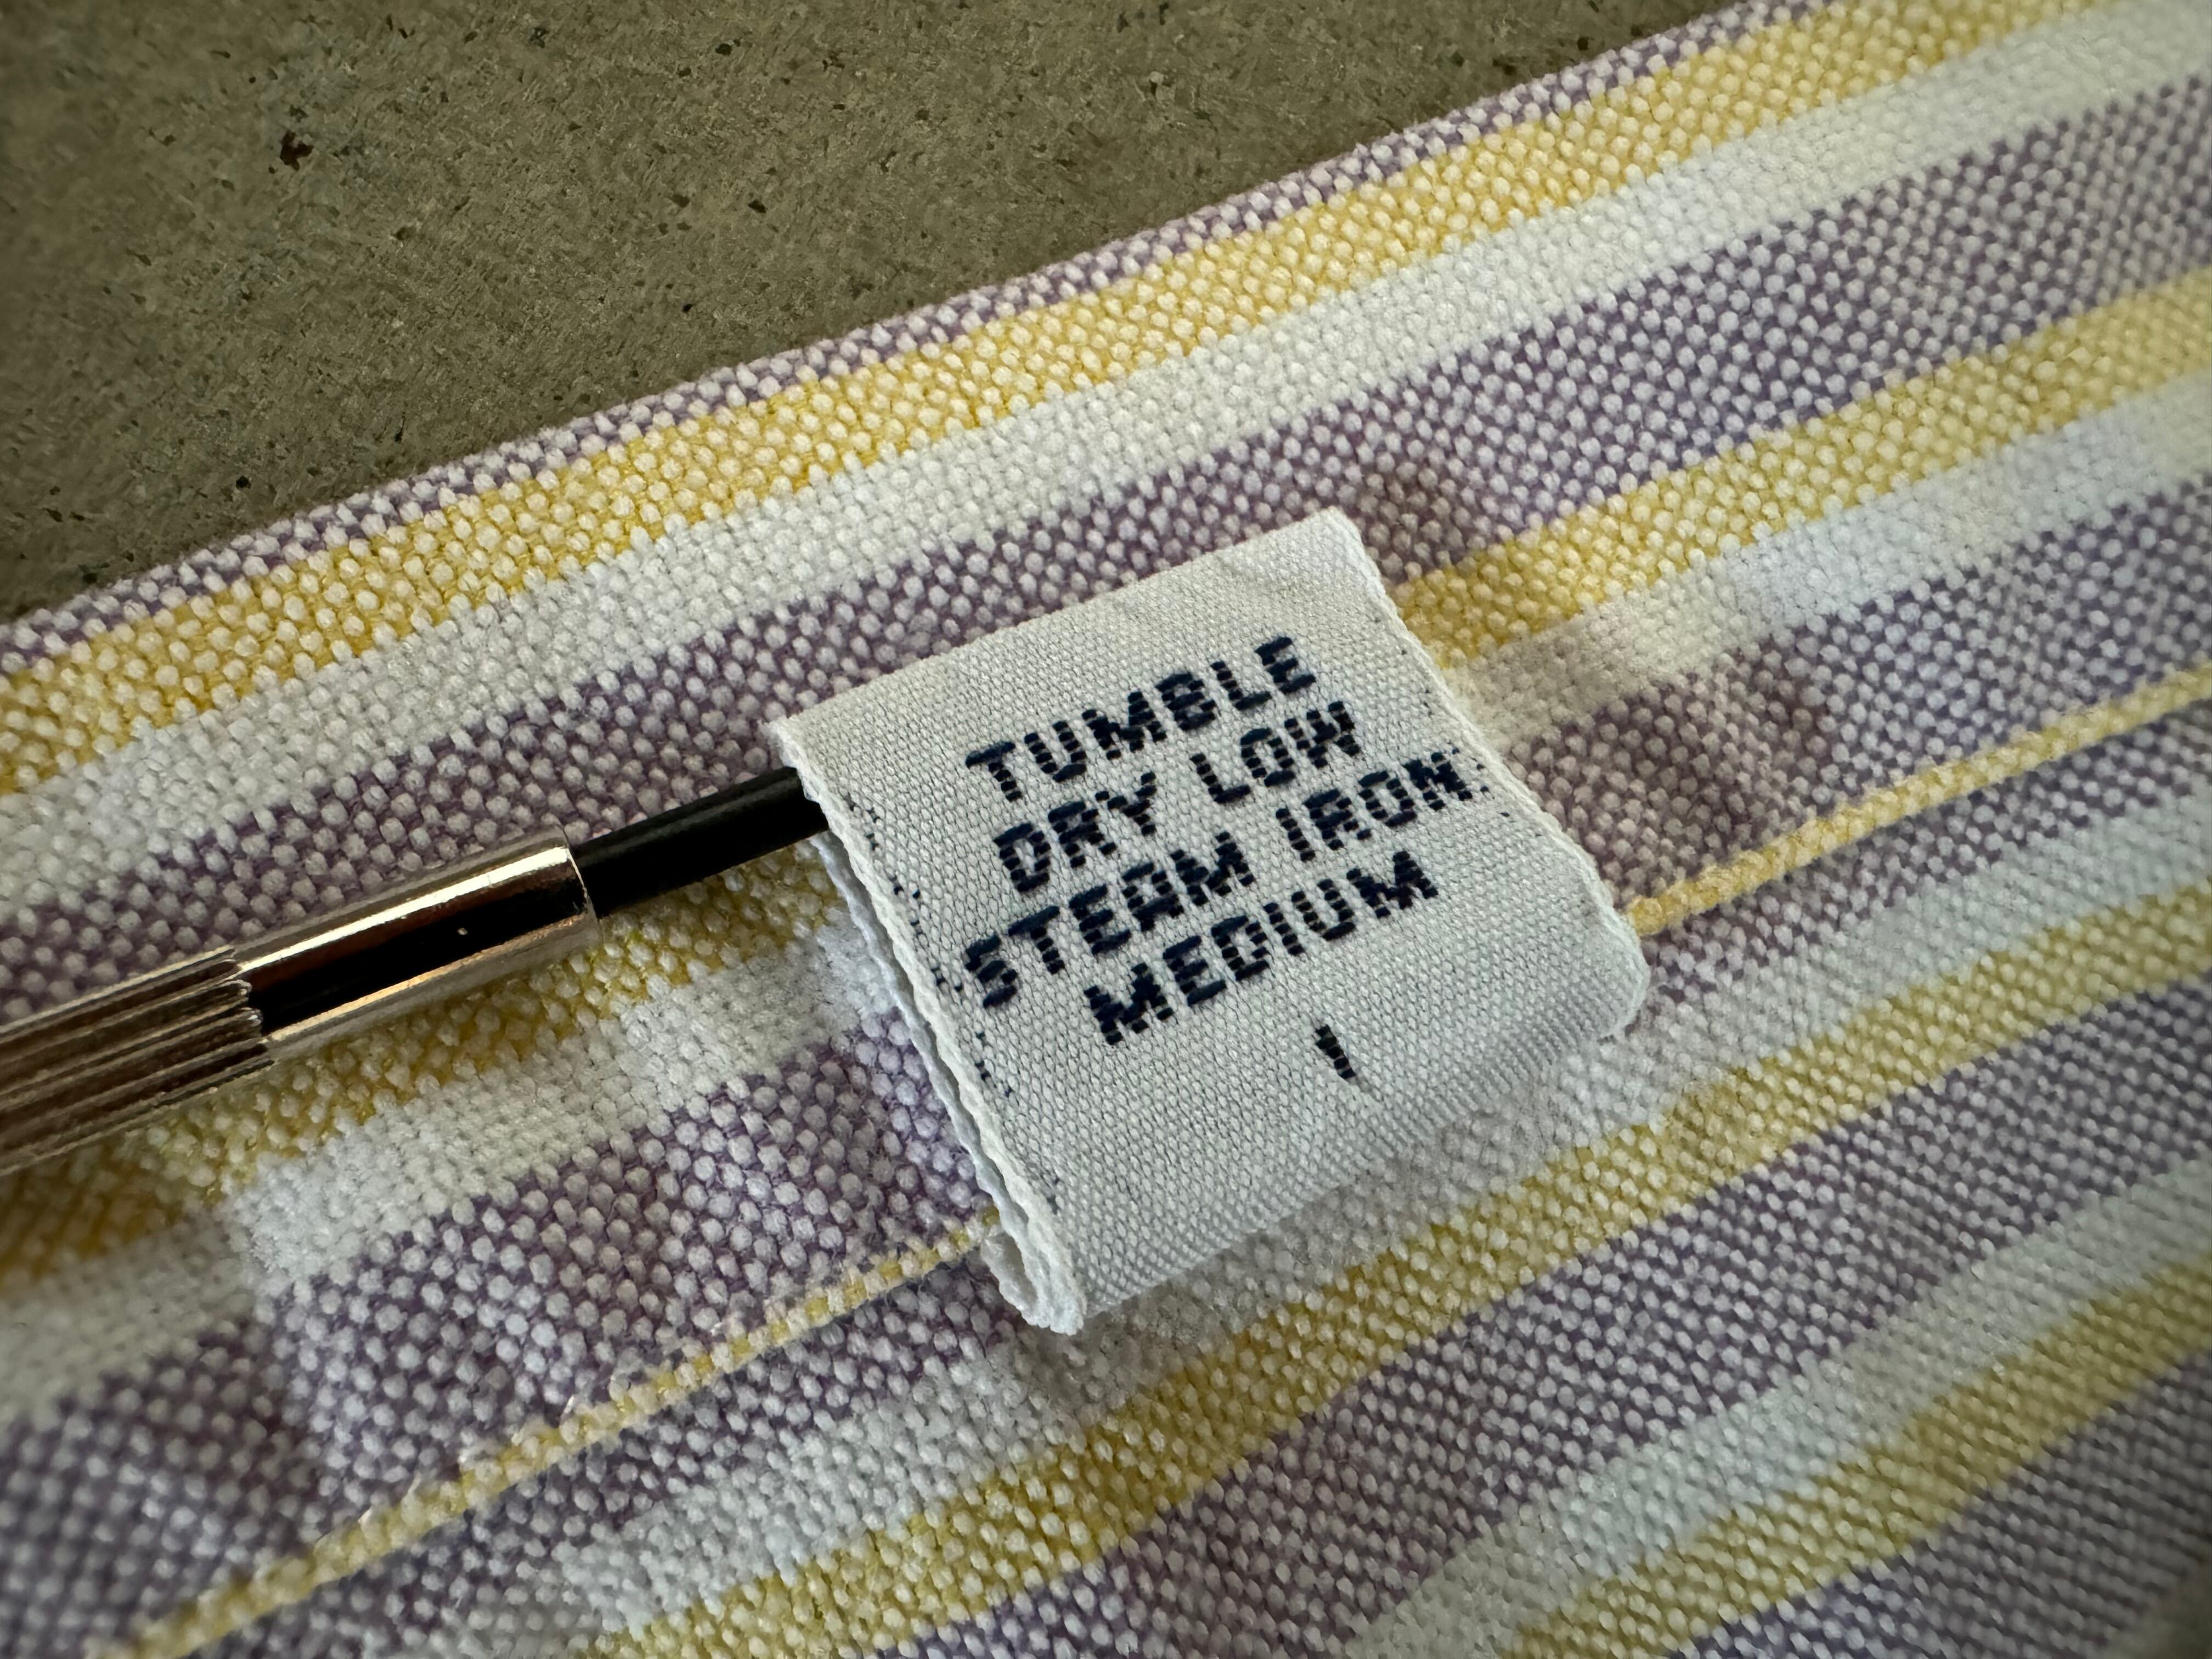 TUMBLE
DRY LOW
STEAM IRON
MEDIUM